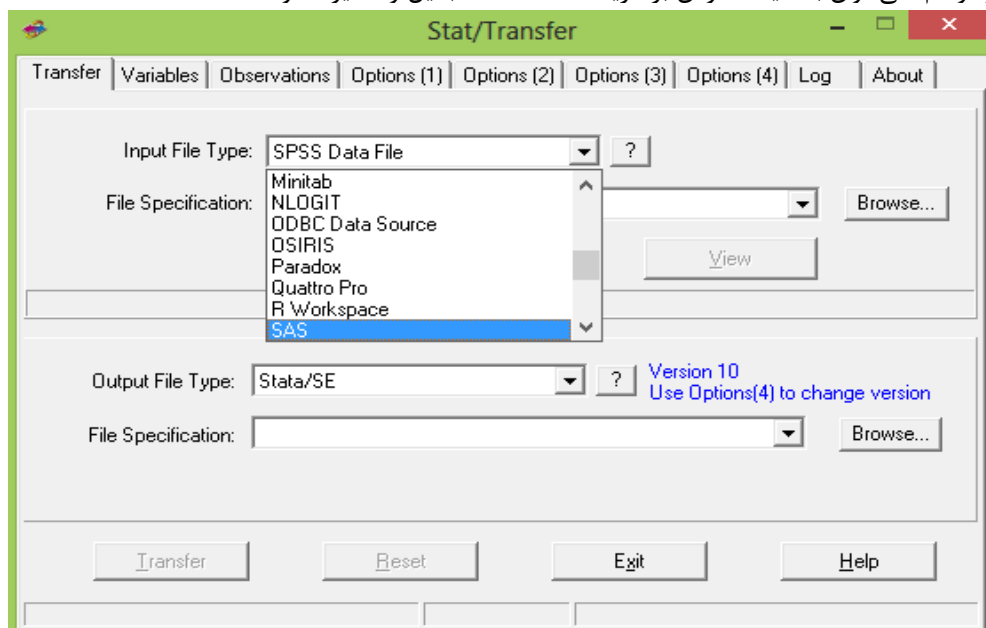 Stat/Transfer
Transfer Variables Observations Options (1) Options (2) Options (3) Options (4) Log About
Input File Type: SPSS Data File ?
Minitab
File Specification: NLOGIT Browse...
ODBC Data Source
OSIRIS
Paradox View
Quattro Pro
R Workspace
SAS
Output File Type: Stata/SE ? Version 10
Use Options(4) to change version
File Specification: Browse...
Transfer Reset Exit Help